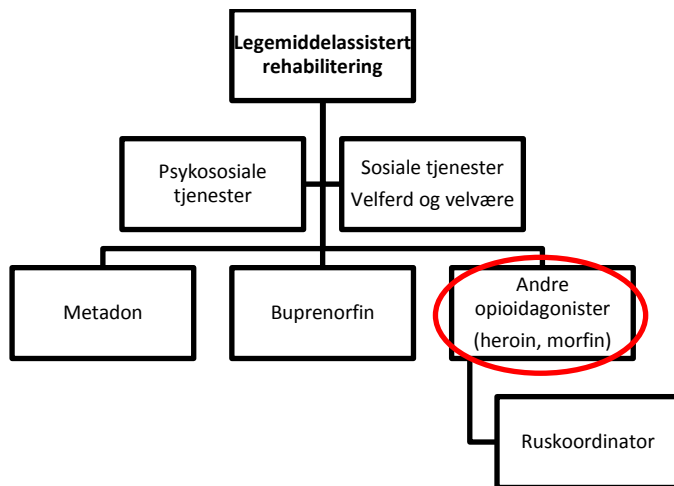 Legemiddelassistert
rehabilitering
Psykososiale
tjenester
Sosiale tjenester
Velferd og velvære
Metadon
Buprenorfin
Andre
opioidagonister
(heroin, morfin)
Ruskoordinator